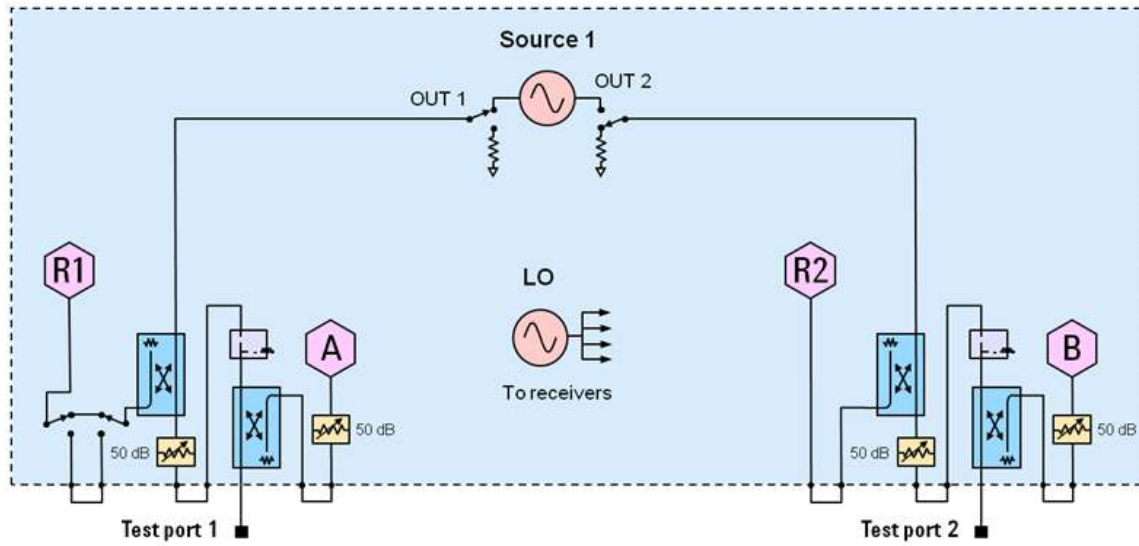 Source 1
OUT 1
OUT 2
R1
A
LO
To receivers
R2
B
50 dB
50 dB
50 dB
50 dB
Test port 1
Test port 2